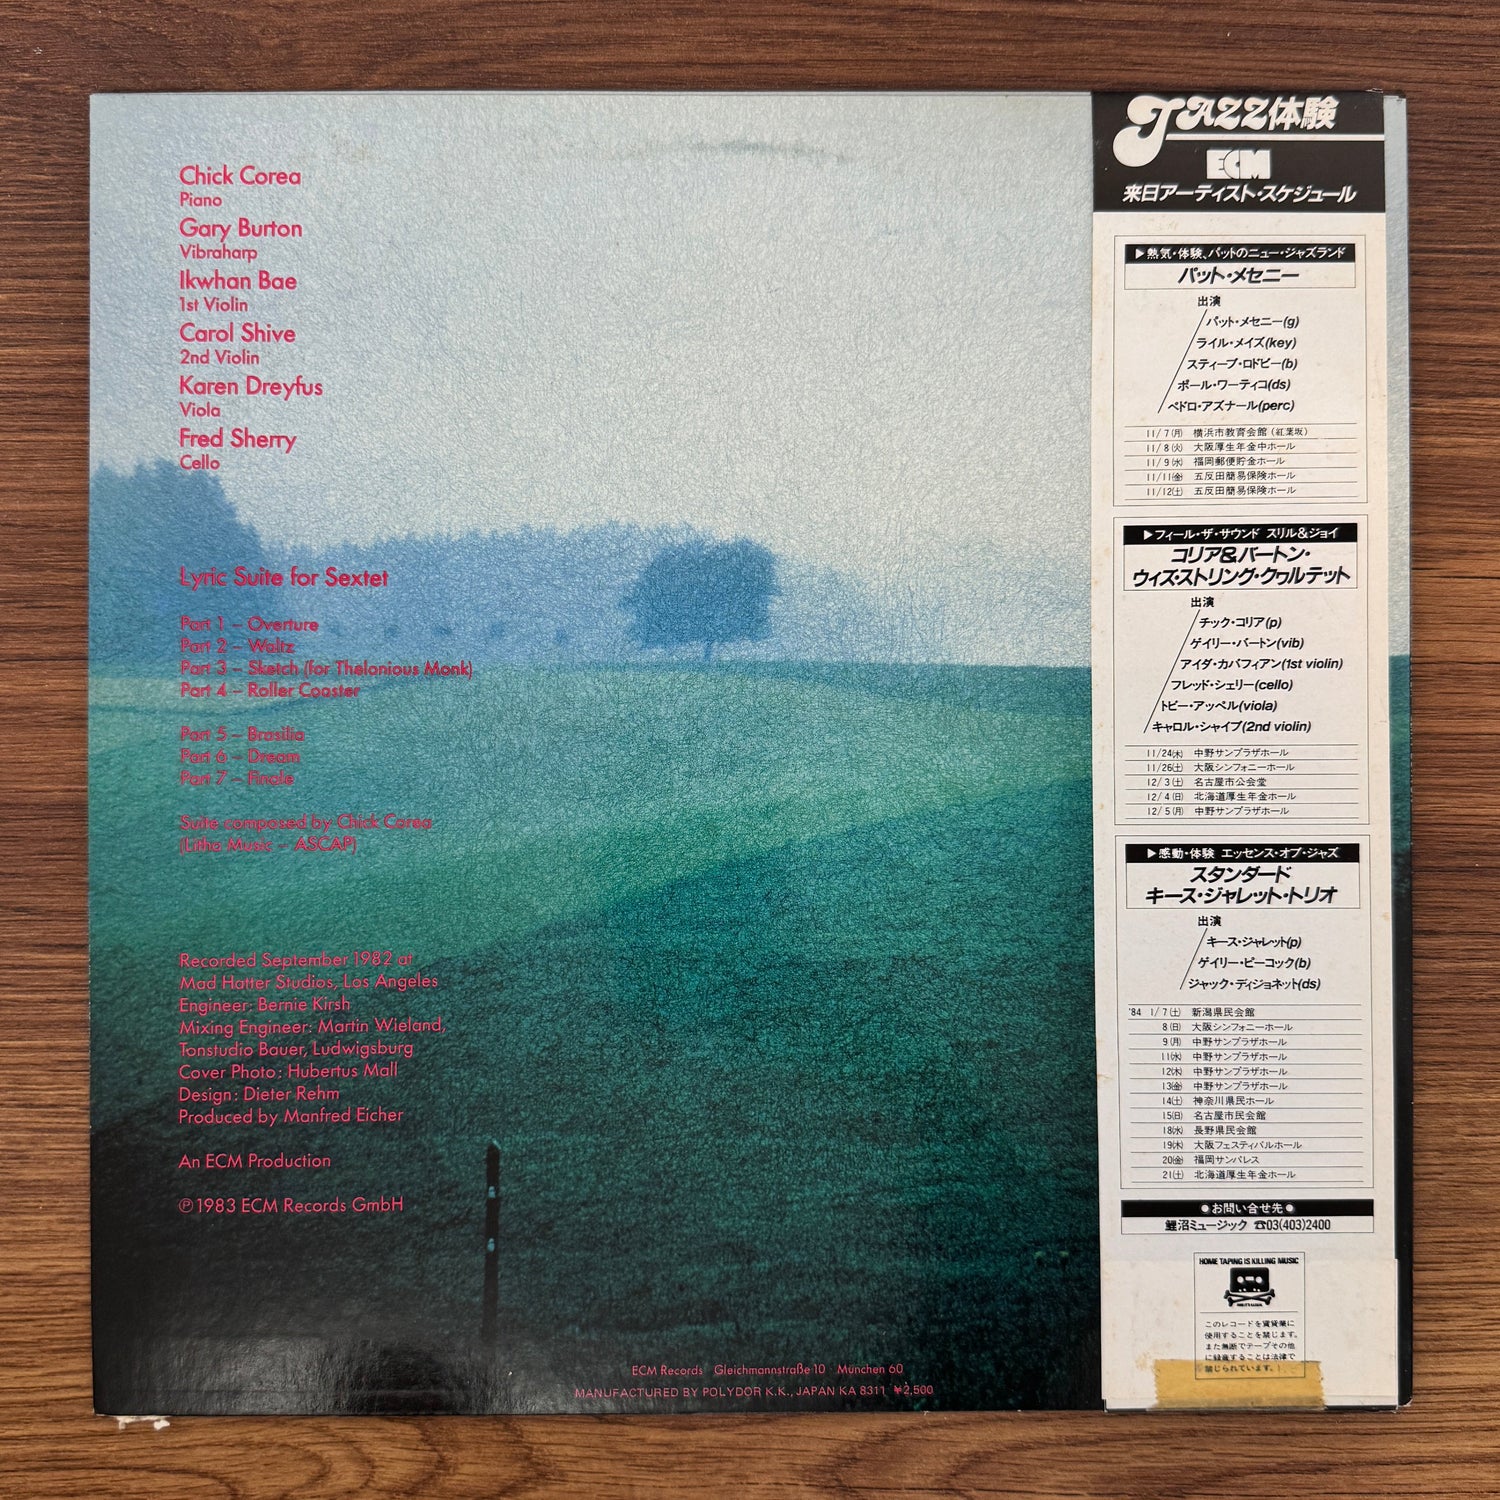 Chick Corea
Piano
Gary Burton
Vibraharp
Ikwhan Bae
1st Violin
Carol Shive
2nd Violin
Karen Dreyfus
Viola
Fred Sherry
Cello
Lyric Suite for Sextet
Part 1 – Overture
Part 2 – Waltz
Part 3 – Sketch (for Thelonious Monk)
Part 4 – Roller Coaster
Part 5 – Brasilia
Part 6 – Dream
Part 7 – Finale
Suite composed by Chick Corea
(Litha Music – ASCAP)
Recorded September 1982 at
Mad Hatter Studios, Los Angeles
Engineer: Bernie Kirsh
Mixing Engineer: Martin Wieland,
Tonstudio Bauer, Ludwigsburg
Cover Photo: Hubertus Mall
Design: Dieter Rehm
Produced by Manfred Eicher
An ECM Production
℗ 1983 ECM Records GmbH
ECM Records Gleichmannstraße 10 · München 60
MANUFACTURED BY POLYDOR K.K., JAPAN KA 8311 ¥2,500
JAZZ体験
ECM
来日アーティスト・スケジュール
▶熱気・体験、パットのニュー・ジャズランド
パット・メセニー
出演
パット・メセニー(g)
ライル・メイズ(key)
スティーブ・ロドビー(b)
ポール・ワーティコ(ds)
ペドロ・アズナール(perc)
11/7(月) 横浜市教育会館(紅葉坂)
11/8(火) 大阪厚生年金中ホール
11/9(水) 福岡郵便貯金ホール
11/11(金) 五反田簡易保険ホール
11/12(土) 五反田簡易保険ホール
▶フィール・ザ・サウンド スリル&ジョイ
コリア&バートン・
ウィズ・ストリング・クヮルテット
出演
チック・コリア(p)
ゲイリー・バートン(vib)
アイダ・カバフィアン(1st violin)
フレッド・シェリー(cello)
トビー・アッペル(viola)
キャロル・シャイブ(2nd violin)
11/24(木) 中野サンプラザホール
11/26(土) 大阪シンフォニーホール
12/3(土) 名古屋市公会堂
12/4(日) 北海道厚生年金ホール
12/5(月) 中野サンプラザホール
▶感動・体験 エッセンス・オブ・ジャズ
スタンダード
キース・ジャレット・トリオ
出演
キース・ジャレット(p)
ゲイリー・ピーコック(b)
ジャック・ディジョネット(ds)
'84 1/7(土) 新潟県民会館
8(日) 大阪シンフォニーホール
9(月) 中野サンプラザホール
11(水) 中野サンプラザホール
12(木) 中野サンプラザホール
13(金) 中野サンプラザホール
14(土) 神奈川県民ホール
15(日) 名古屋市民会館
18(水) 長野県民会館
19(木) 大阪フェスティバルホール
20(金) 福岡サンパレス
21(土) 北海道厚生年金ホール
●お問い合せ先●
鯉沼ミュージック ☎03(403)2400
HOME TAPING IS KILLING MUSIC
このレコードを賃貸業に
使用することを禁じます。
また無断でテープその他
に録音することは法律で
禁じられています。